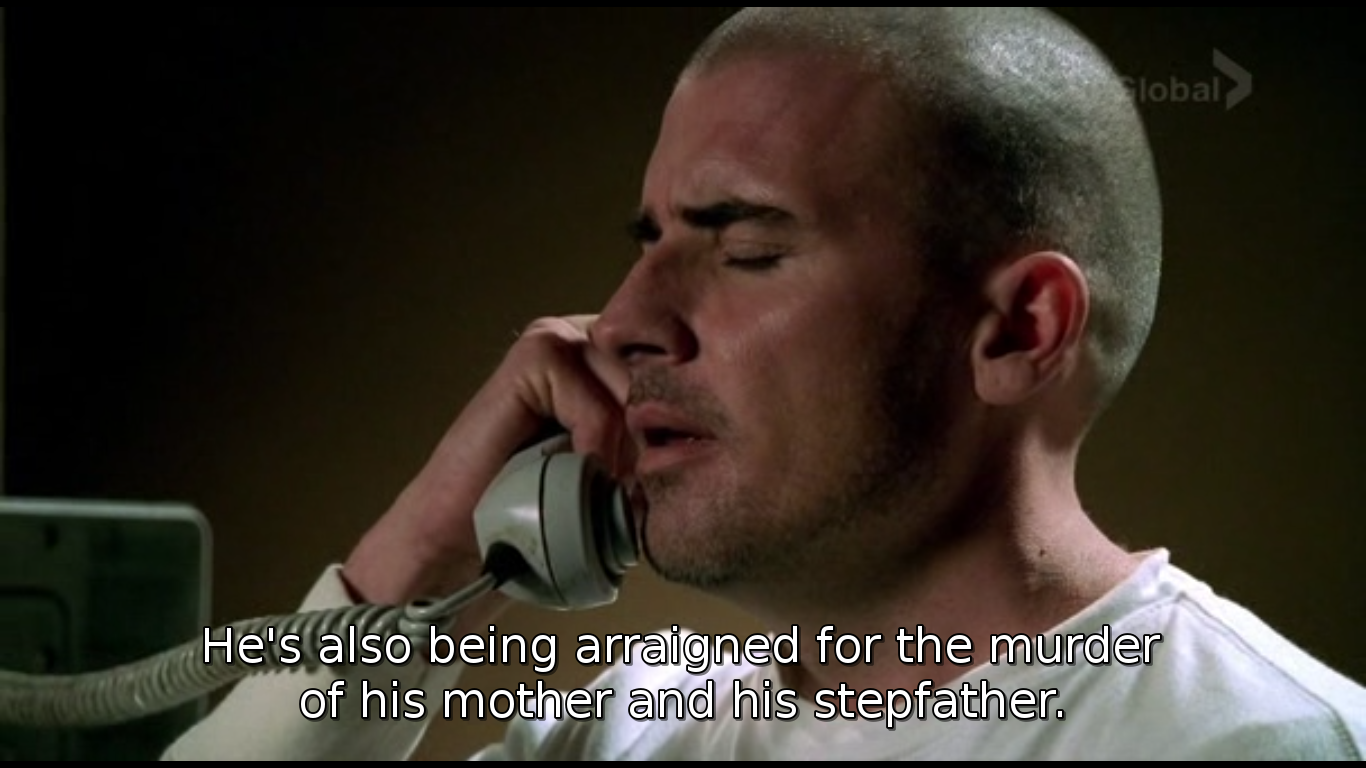 Global
He's also being arraigned for the murder
of his mother and his stepfather.